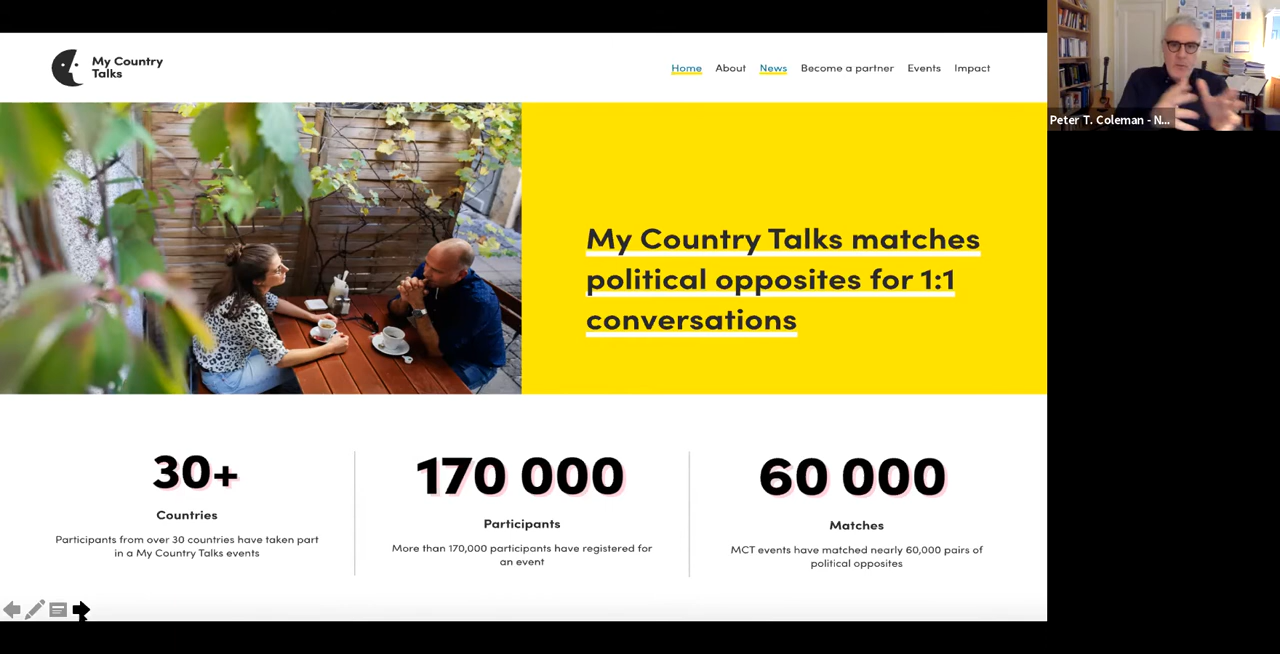 My Country
Talks
Home About News Become a partner Events Impact
Peter T. Coleman - N...
My Country Talks matches
political opposites for 1:1
conversations
30+
Countries
Participants from over 30 countries have taken part
in a My Country Talks events
170 000
Participants
More than 170,000 participants have registered for
an event
60 000
Matches
MCT events have matched nearly 60,000 pairs of
political opposites